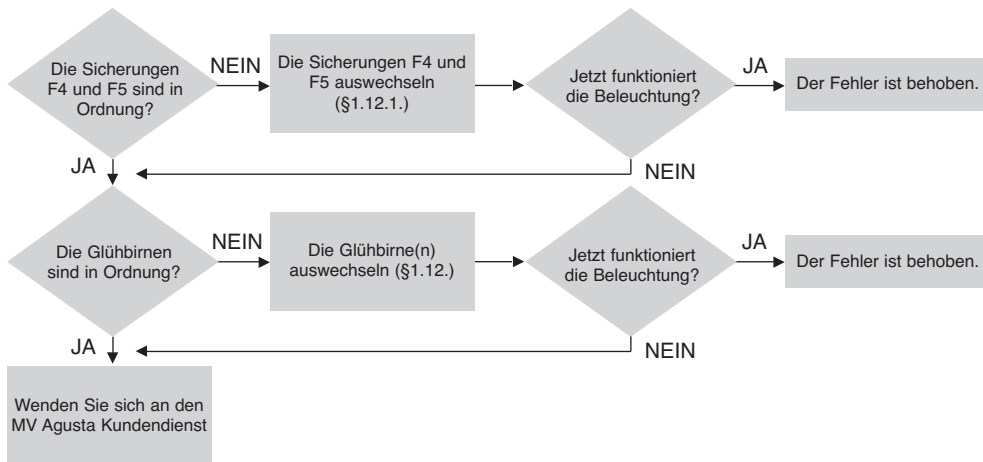 Die Sicherungen
F4 und F5 sind in
Ordnung?
NEIN
Die Sicherungen F4 und
F5 auswechseln
(§1.12.1.)
Jetzt funktioniert
die Beleuchtung?
JA
Der Fehler ist behoben.
JA
NEIN
Die Glühbirnen
sind in Ordnung?
NEIN
Die Glühbirne(n)
auswechseln (§1.12.)
Jetzt funktioniert
die Beleuchtung?
JA
Der Fehler ist behoben.
JA
NEIN
Wenden Sie sich an den
MV Agusta Kundendienst